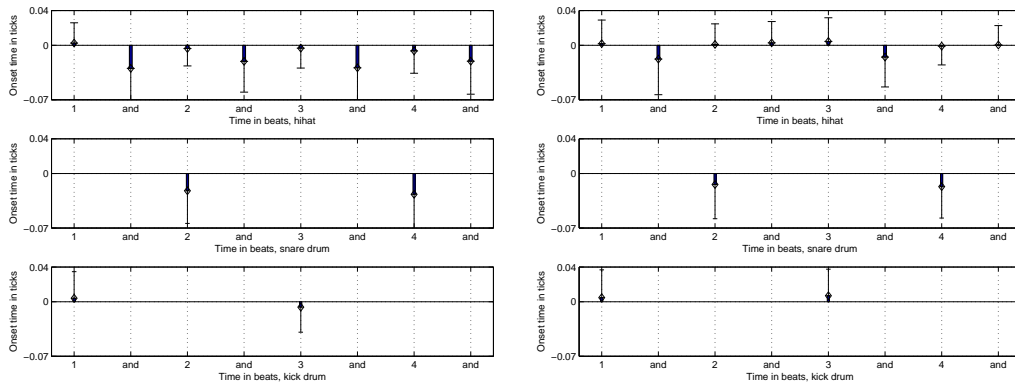 0.04
Onset time in ticks
0
−0.07
1 and 2 and 3 and 4 and
Time in beats, hihat
0.04
Onset time in ticks
0
−0.07
1 and 2 and 3 and 4 and
Time in beats, snare drum
0.04
Onset time in ticks
0
−0.07
1 and 2 and 3 and 4 and
Time in beats, kick drum
0.04
Onset time in ticks
0
−0.07
1 and 2 and 3 and 4 and
Time in beats, hihat
0.04
Onset time in ticks
0
−0.07
1 and 2 and 3 and 4 and
Time in beats, snare drum
0.04
Onset time in ticks
0
−0.07
1 and 2 and 3 and 4 and
Time in beats, kick drum